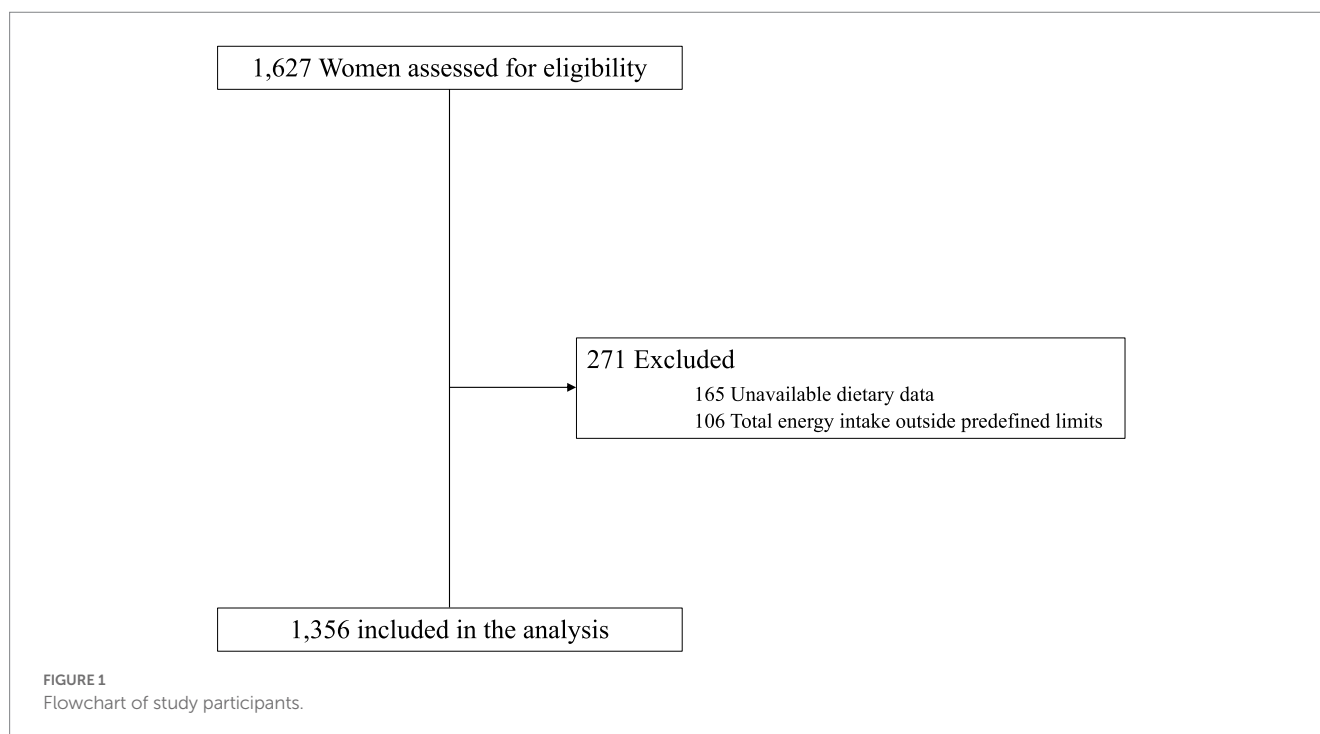 1,627 Women assessed for eligibility
271 Excluded
165 Unavailable dietary data
106 Total energy intake outside predefined limits
1,356 included in the analysis
FIGURE 1
Flowchart of study participants.